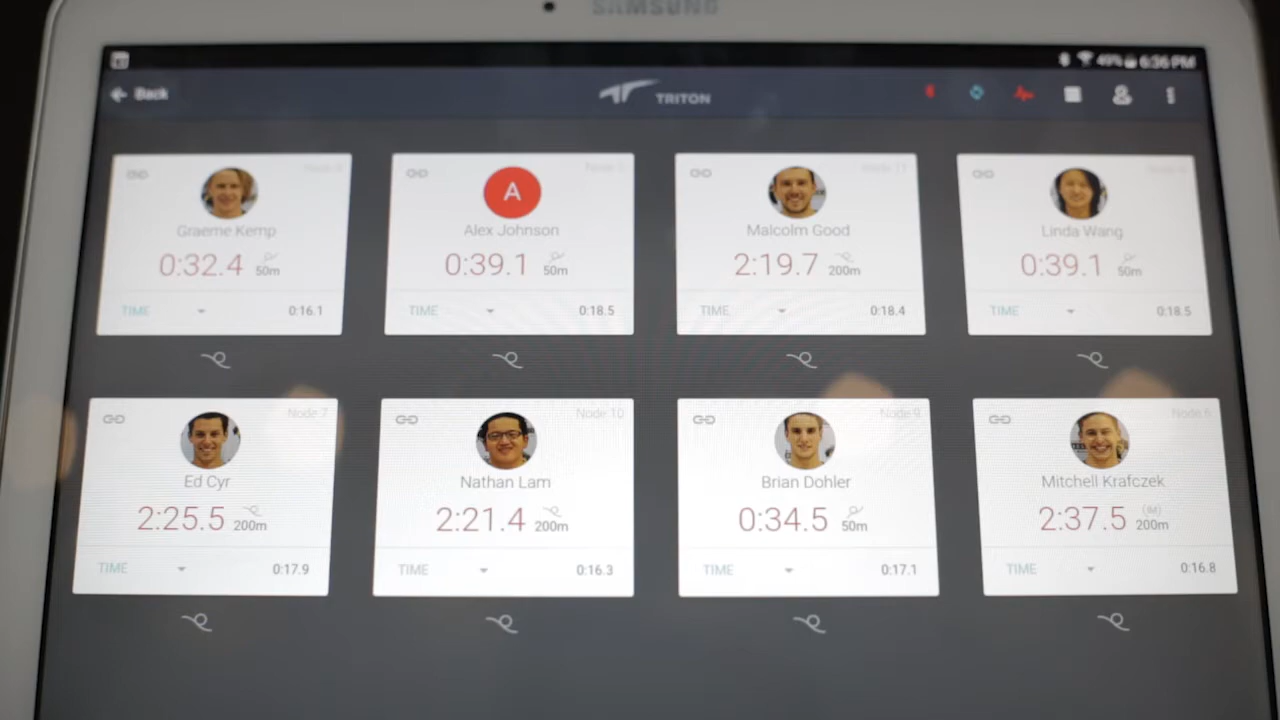 SAMSUNG
49% 6:36 PM
Back
TRITON
Graeme Kemp
0:32.4 50m
TIME 0:16.1
A
Alex Johnson
0:39.1 50m
TIME 0:18.5
Malcolm Good
2:19.7 200m
TIME 0:18.4
Linda Wang
0:39.1 50m
TIME 0:18.5
Node 7
Ed Cyr
2:25.5 200m
TIME 0:17.9
Node 10
Nathan Lam
2:21.4 200m
TIME 0:16.3
Node 9
Brian Dohler
0:34.5 50m
TIME 0:17.1
Node 6
Mitchell Krafczek
2:37.5 (IM) 200m
TIME 0:16.8